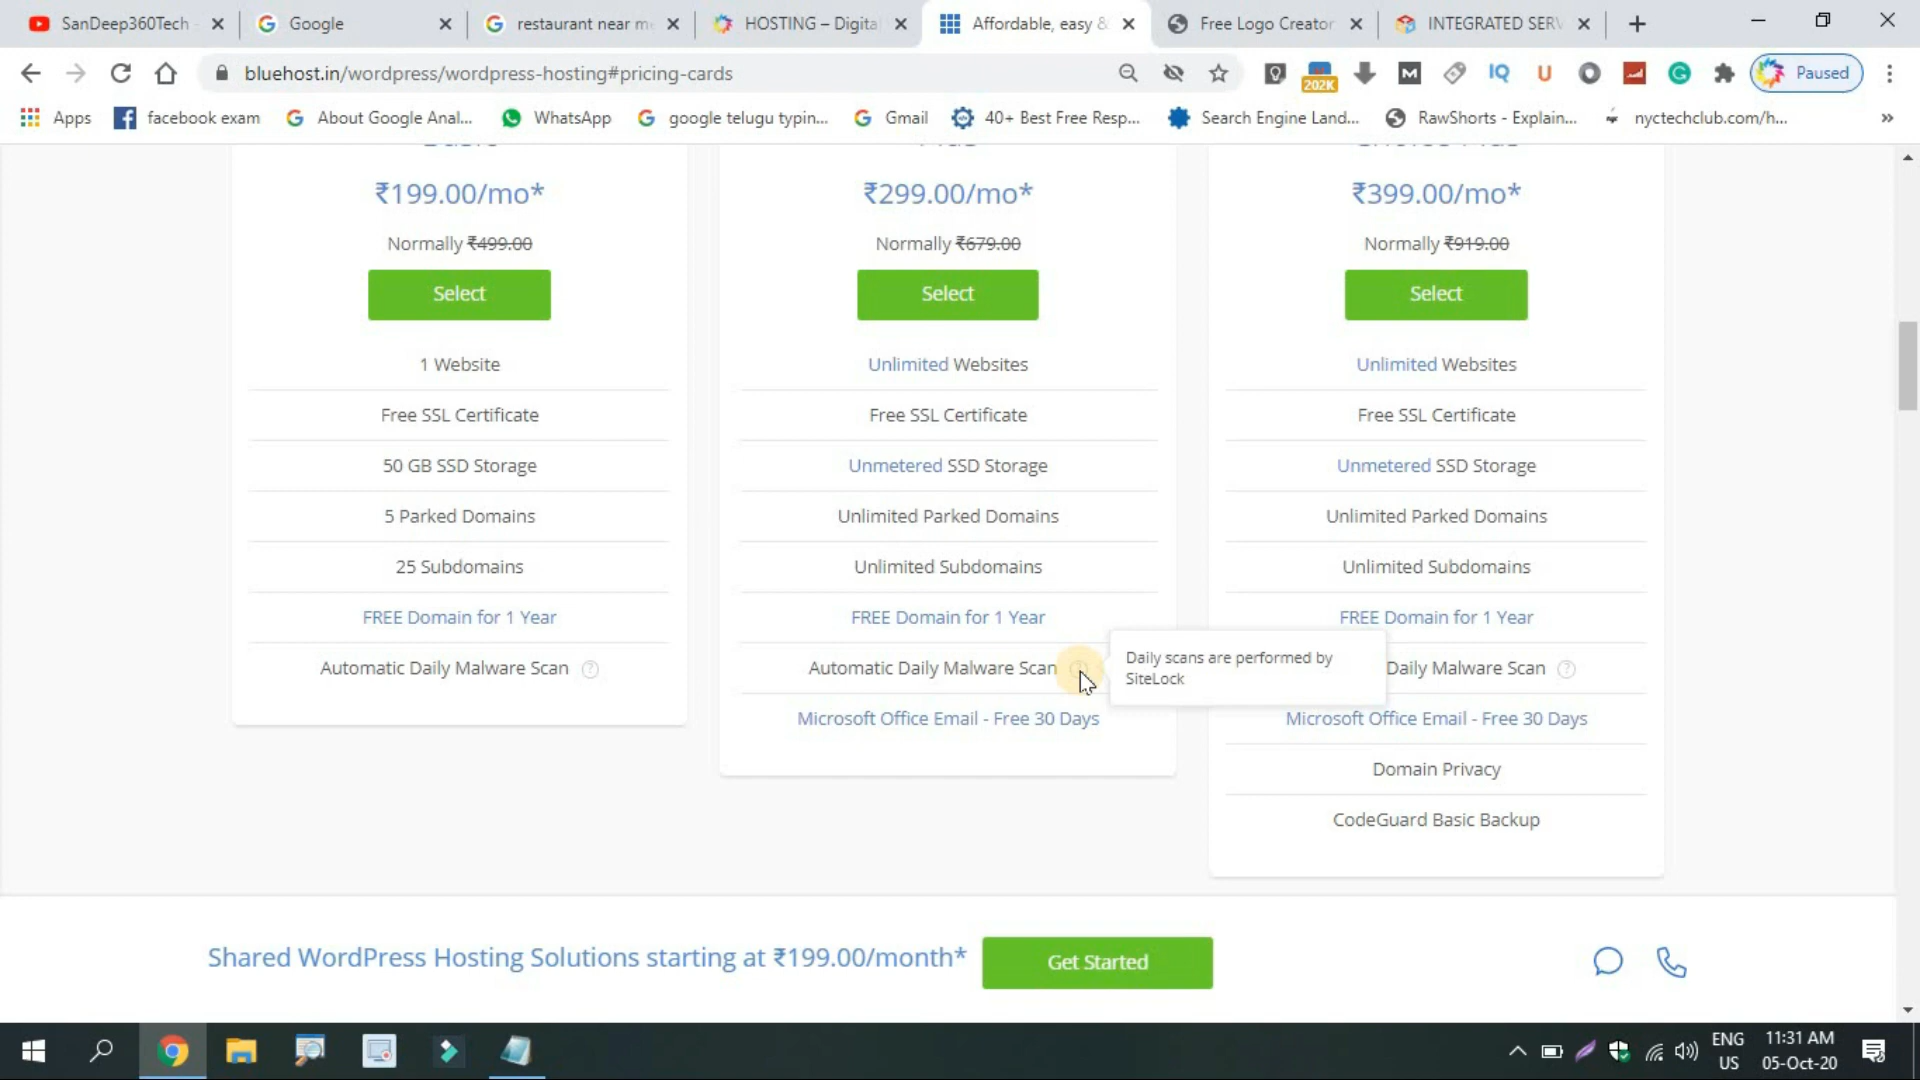 SanDeep360Tech -
Google
restaurant near m
HOSTING – Digita
Affordable, easy &
Free Logo Creator
INTEGRATED SERV
bluehost.in/wordpress/wordpress-hosting#pricing-cards
202K
M
IQ
U
G
Paused
Apps
facebook exam
About Google Anal...
WhatsApp
google telugu typin...
Gmail
40+ Best Free Resp...
Search Engine Land...
RawShorts - Explain...
nyctechclub.com/h...
»
₹199.00/mo*
Normally ₹499.00
Select
1 Website
Free SSL Certificate
50 GB SSD Storage
5 Parked Domains
25 Subdomains
FREE Domain for 1 Year
Automatic Daily Malware Scan ?
₹299.00/mo*
Normally ₹679.00
Select
Unlimited Websites
Free SSL Certificate
Unmetered SSD Storage
Unlimited Parked Domains
Unlimited Subdomains
FREE Domain for 1 Year
Automatic Daily Malware Scan
Microsoft Office Email - Free 30 Days
Daily scans are performed by
SiteLock
₹399.00/mo*
Normally ₹919.00
Select
Unlimited Websites
Free SSL Certificate
Unmetered SSD Storage
Unlimited Parked Domains
Unlimited Subdomains
FREE Domain for 1 Year
Daily Malware Scan ?
Microsoft Office Email - Free 30 Days
Domain Privacy
CodeGuard Basic Backup
Shared WordPress Hosting Solutions starting at ₹199.00/month*
Get Started
ENG
US
11:31 AM
05-Oct-20